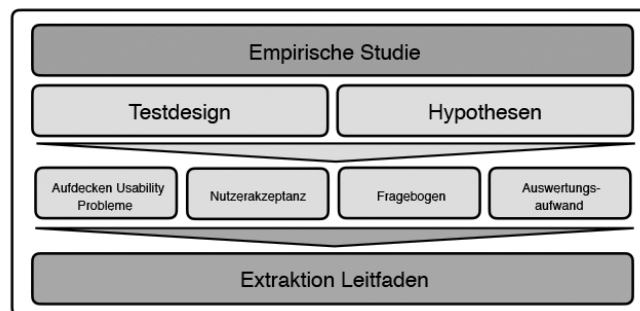 Empirische Studie
Testdesign
Hypothesen
Aufdecken Usability
Probleme
Nutzerakzeptanz
Fragebogen
Auswertungs-
aufwand
Extraktion Leitfaden